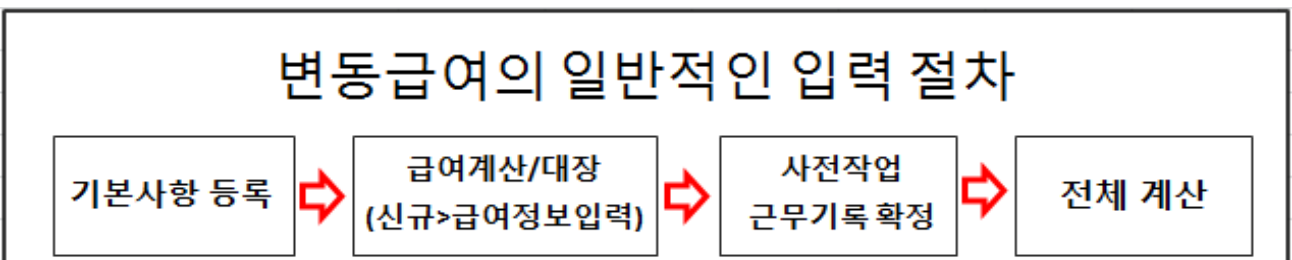 변동급여의 일반적인 입력 절차
기본사항 등록
급여계산/대장
(신규>급여정보입력)
사전작업
근무기록 확정
전체 계산